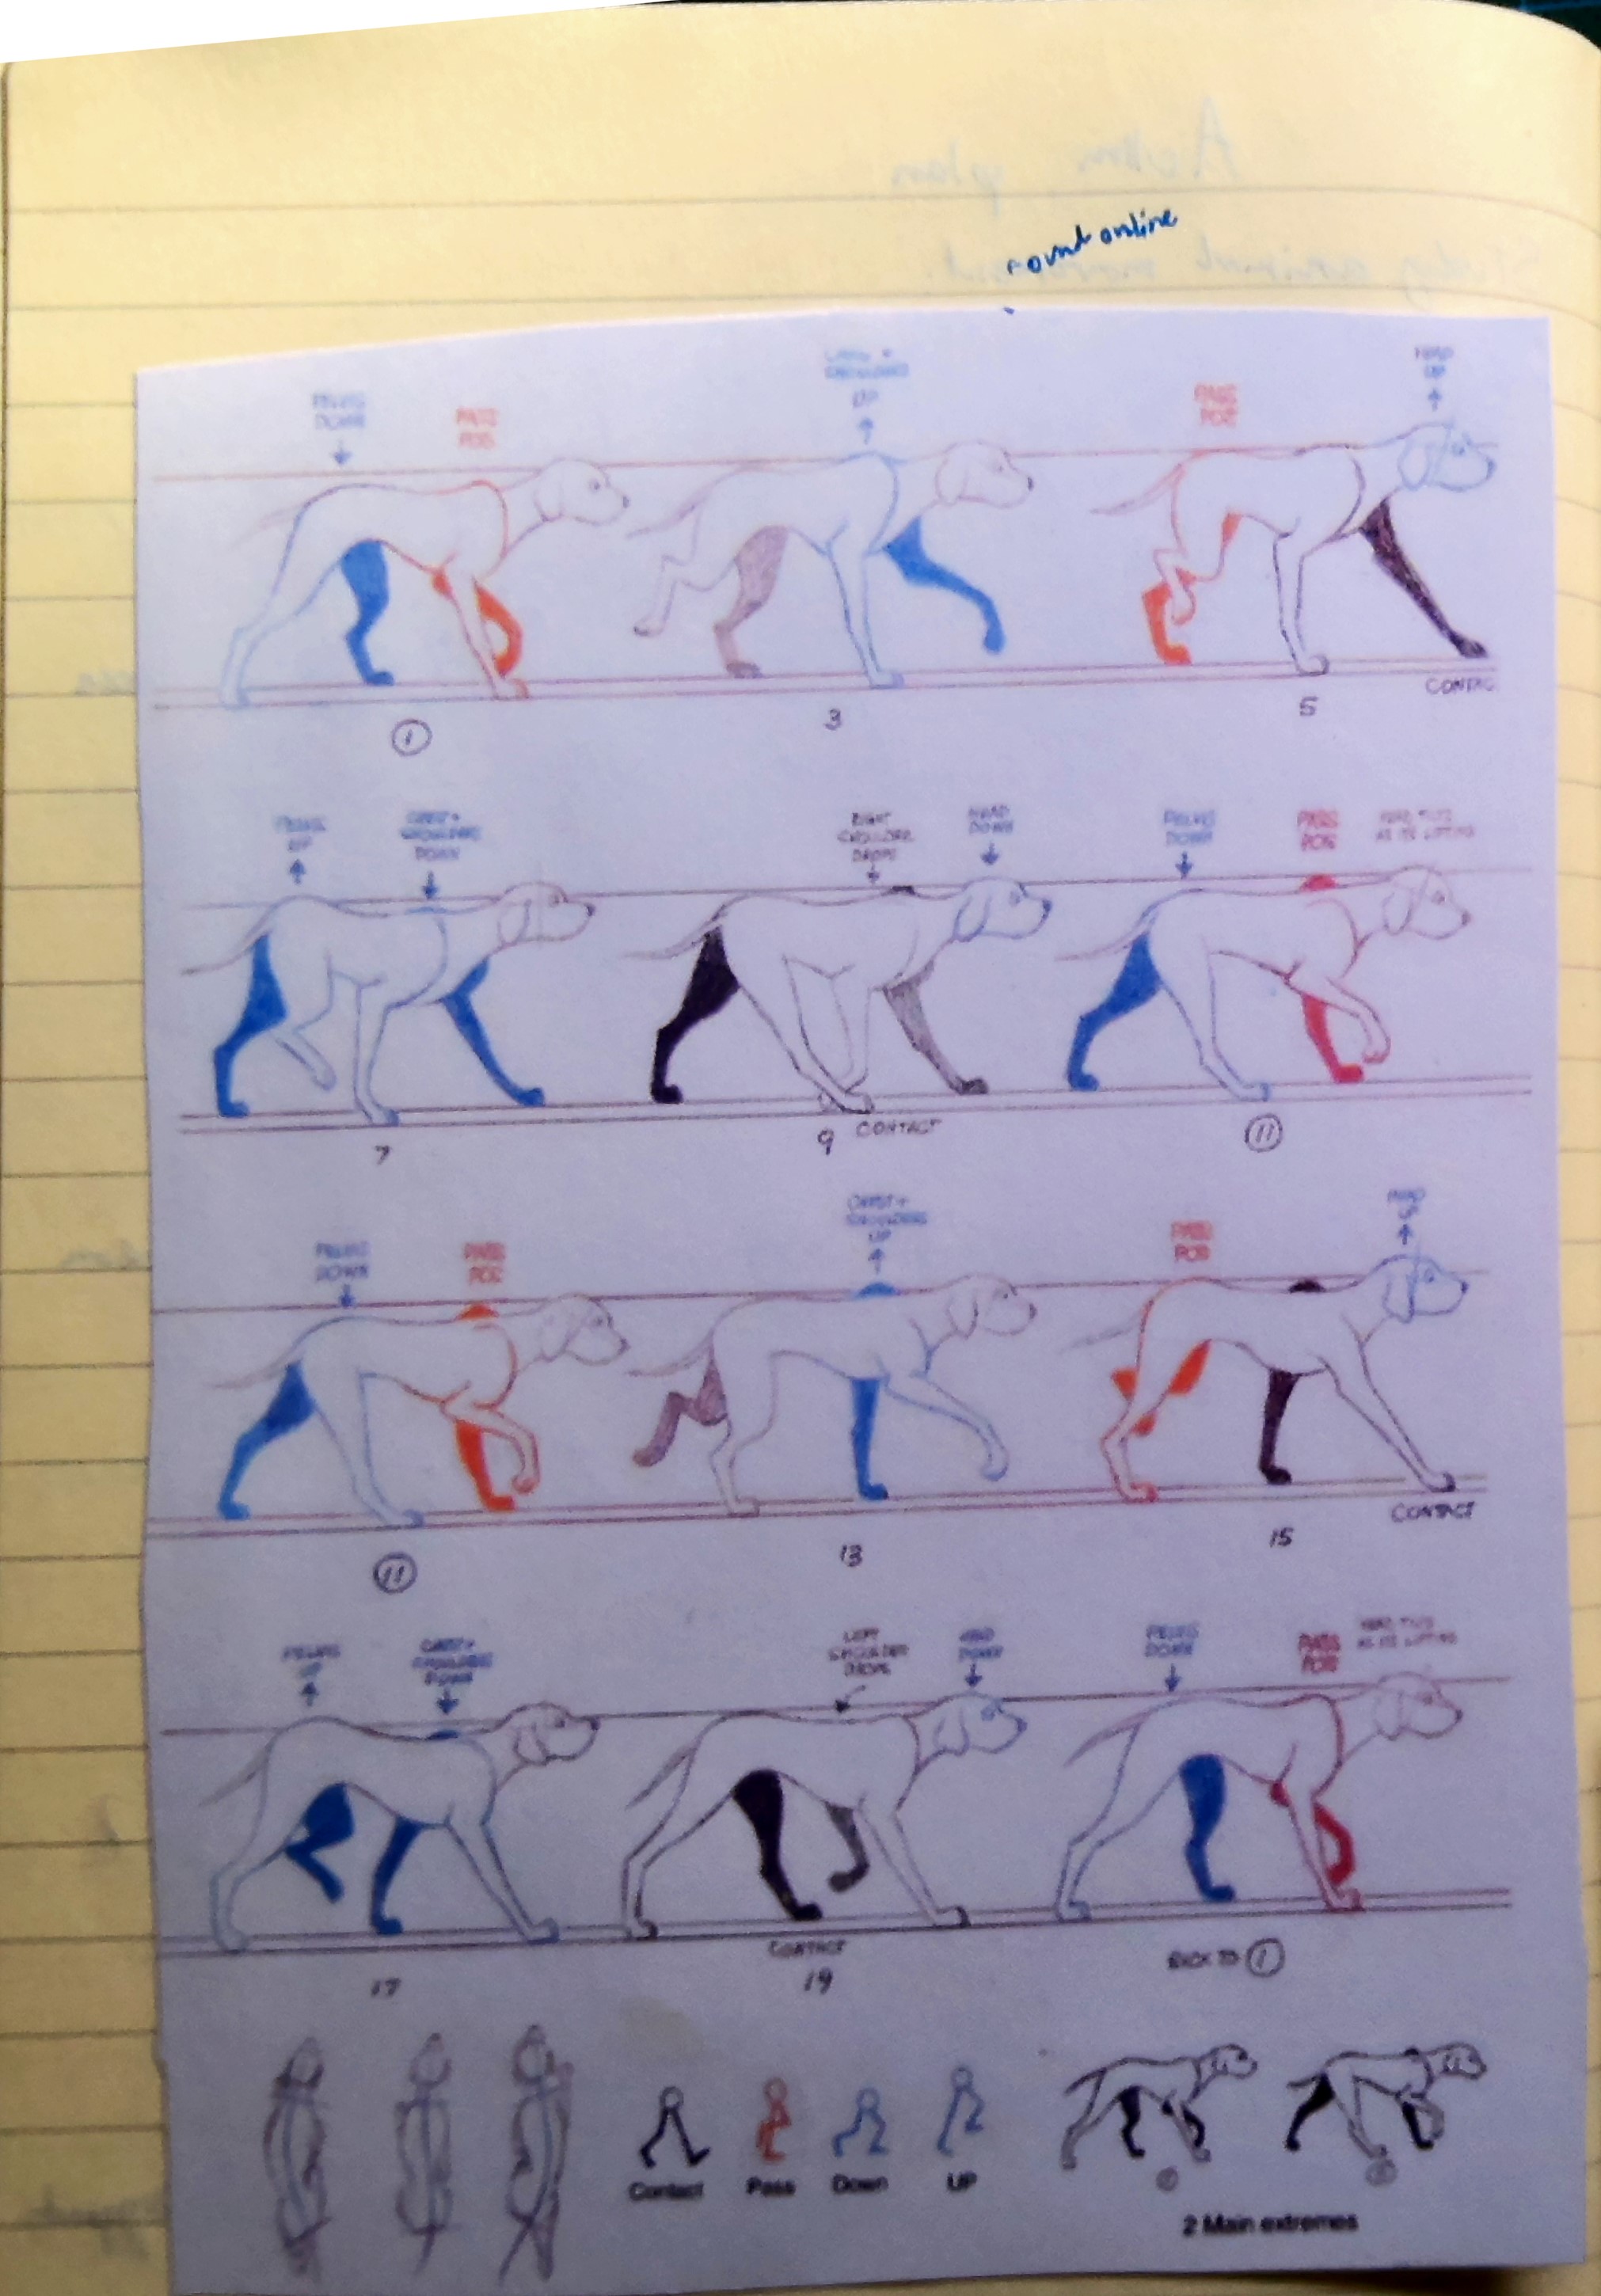 found online
PELVIS
DOWN
PASS
POS
CHEST +
SHOULDERS
UP
PASS
POS
HEAD
UP
CONTAC
1
3
5
PELVIS
UP
CHEST +
SHOULDERS
DOWN
RIGHT
SHOULDER
DROPS
HEAD
DOWN
PELVIS
DOWN
PASS
POS
HEAD TILTS
AS IT'S LIFTING
7
9
CONTACT
11
PELVIS
DOWN
PASS
POS
CHEST +
SHOULDERS
UP
PASS
POS
HEAD
UP
11
13
15
CONTACT
PELVIS
UP
CHEST +
SHOULDERS
DOWN
LEFT
SHOULDER
DROPS
HEAD
DOWN
PELVIS
DOWN
PASS
POS
HEAD TILTS
AS IT'S LIFTING
17
CONTACT
19
BACK TO 1
Contact
Pass
Down
UP
2 Main extremes